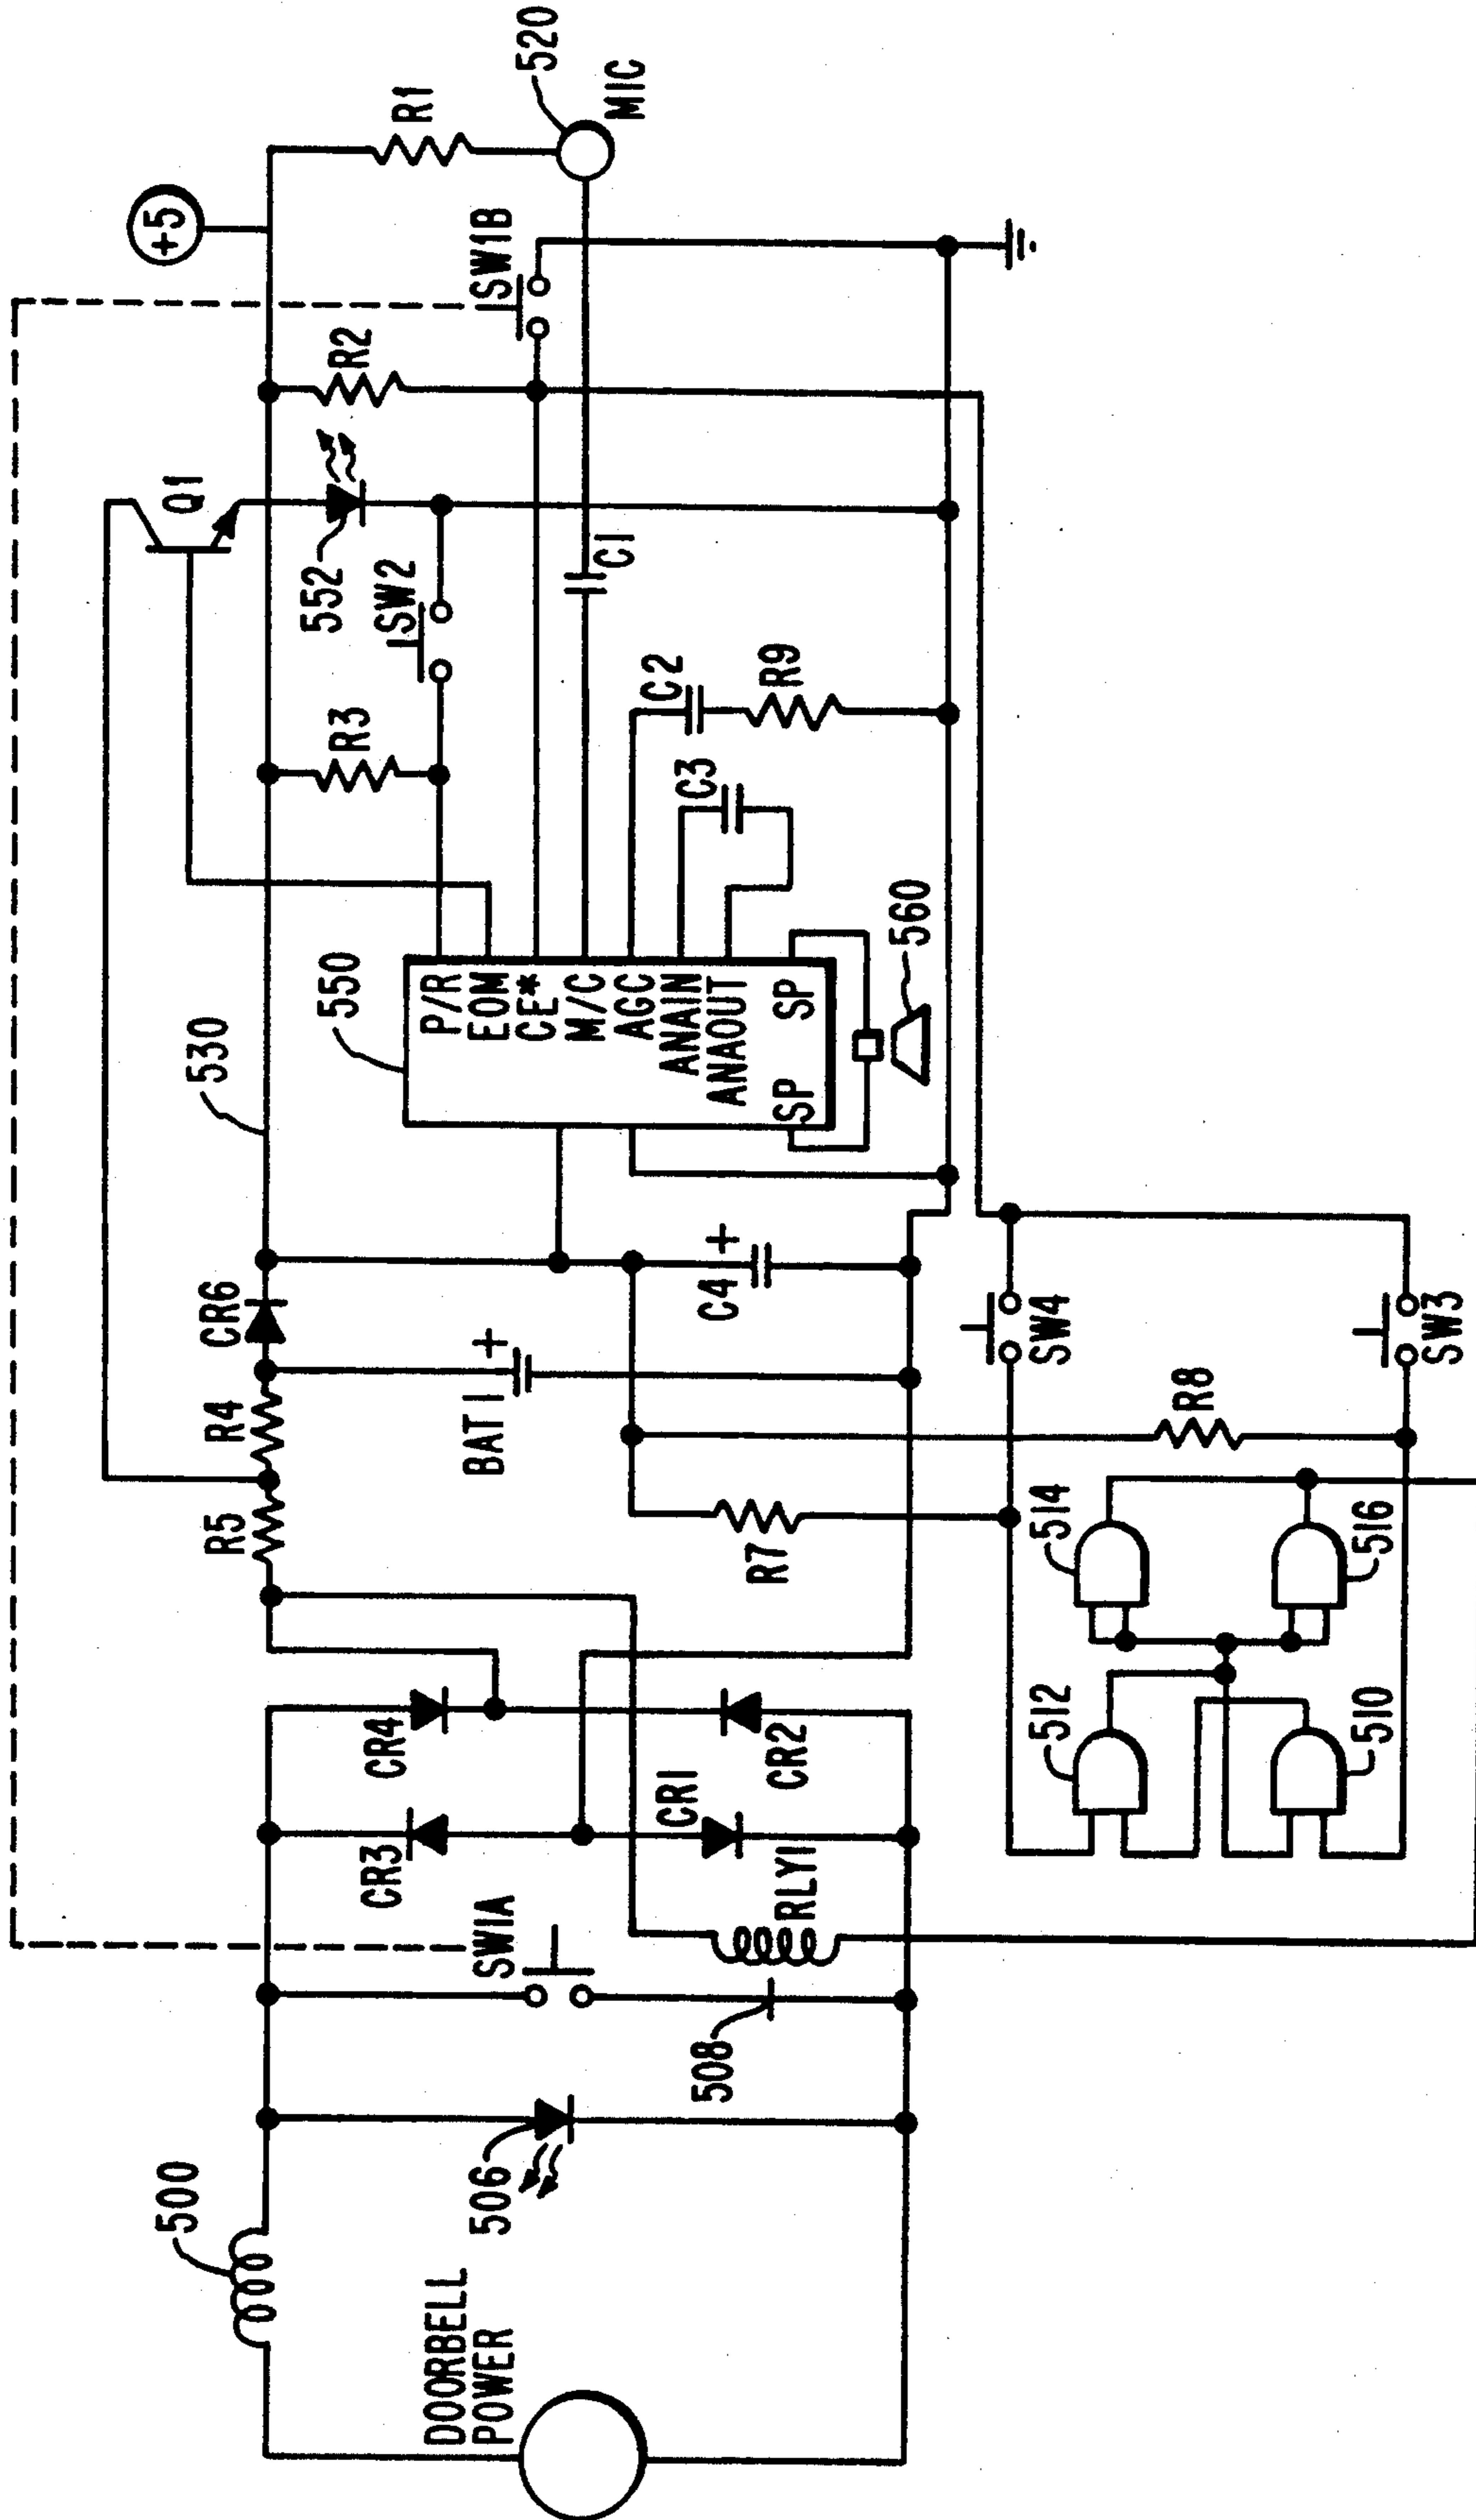 500
DOORBELL
POWER
506
508
SW1A
RLY1
CR3
CR4
CR1
CR2
R5
R4
CR6
530
BAT1
+
C4
+
R7
550
P/R
EOM
CE*
M/C
AGC
ANAIN
ANAOUT
SP
SP
560
Q1
552
SW2
R3
R2
+5
R1
520
MIC
SW1B
C1
C2
R9
C3
512
514
510
516
R8
SW4
SW3